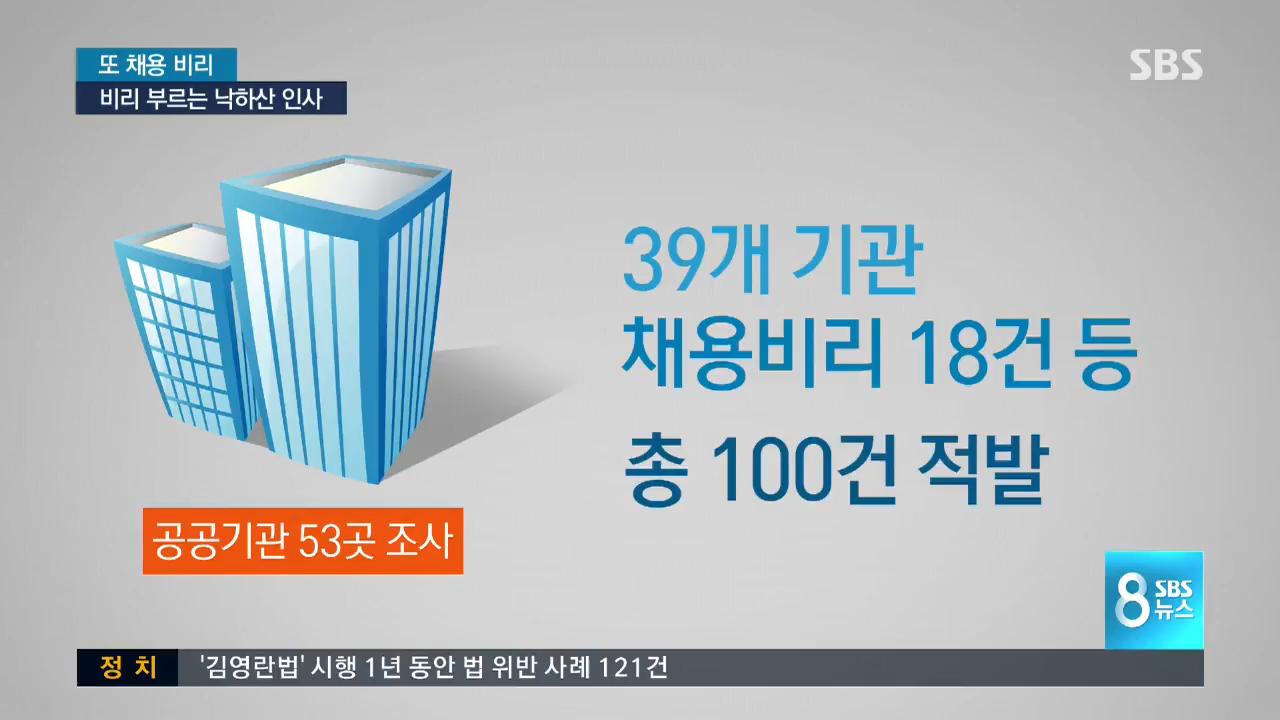 또 채용 비리
비리 부르는 낙하산 인사
SBS
39개 기관
채용비리 18건 등
총 100건 적발
공공기관 53곳 조사
8 SBS
뉴스
정 치 '김영란법' 시행 1년 동안 법 위반 사례 121건